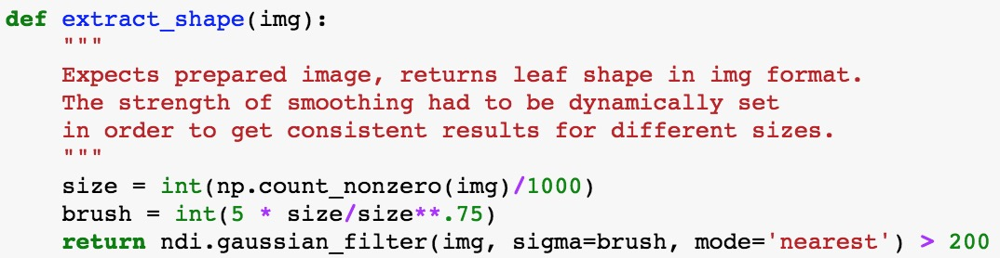 def extract_shape(img):
    """
    Expects prepared image, returns leaf shape in img format.
    The strength of smoothing had to be dynamically set
    in order to get consistent results for different sizes.
    """
    size = int(np.count_nonzero(img)/1000)
    brush = int(5 * size/size**.75)
    return ndi.gaussian_filter(img, sigma=brush, mode='nearest') > 200